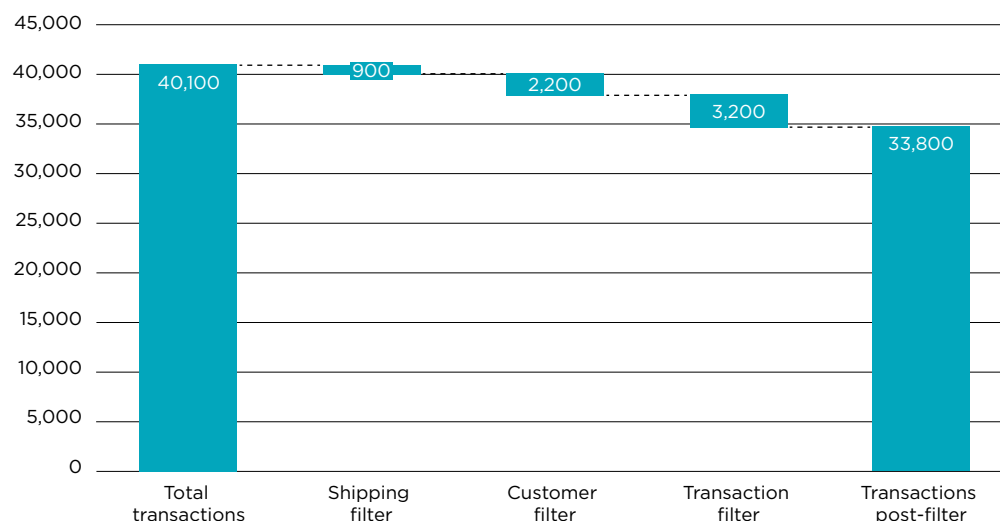 45,000
40,000
35,000
30,000
25,000
20,000
15,000
10,000
5,000
0
40,100
900
2,200
3,200
33,800
Total
transactions
Shipping
filter
Customer
filter
Transaction
filter
Transactions
post-filter